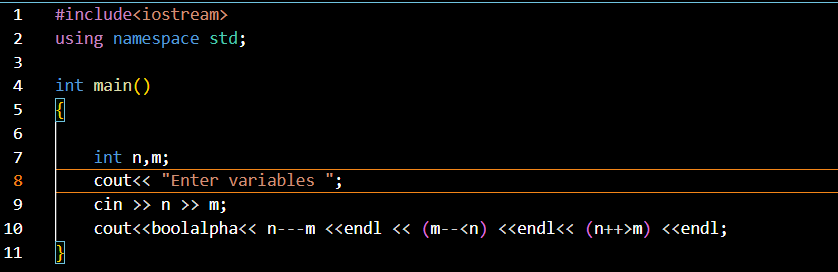 1 #include<iostream>
2 using namespace std;
3
4 int main()
5 {
6
7 int n,m;
8 cout<< "Enter variables ";
9 cin >> n >> m;
10 cout<<boolalpha<< n---m <<endl << (m--<n) <<endl<< (n++>m) <<endl;
11 }